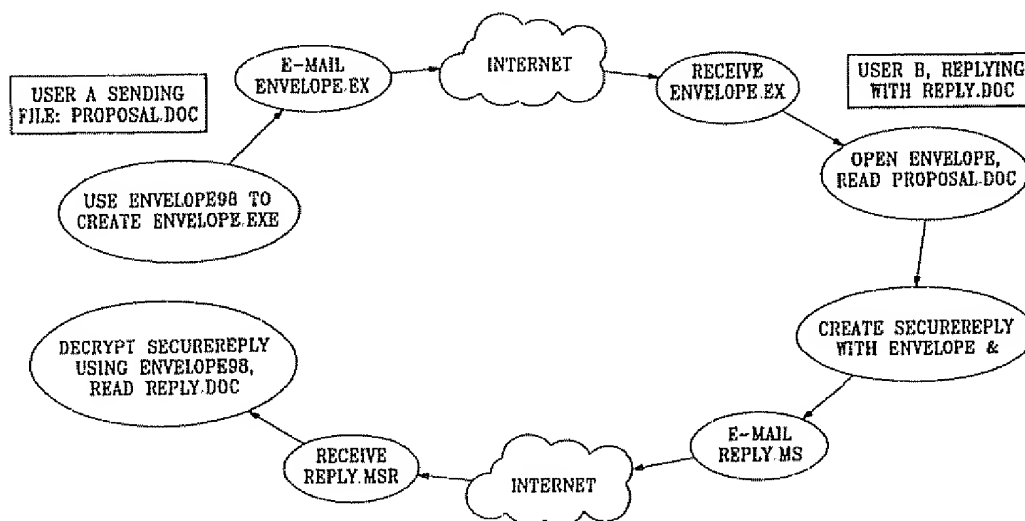 USER A SENDING
FILE: PROPOSAL.DOC
E-MAIL
ENVELOPE.EX
INTERNET
RECEIVE
ENVELOPE.EX
USER B, REPLYING
WITH REPLY.DOC
OPEN ENVELOPE,
READ PROPOSAL.DOC
USE ENVELOPE98 TO
CREATE ENVELOPE.EXE
CREATE SECUREREPLY
WITH ENVELOPE &
DECRYPT SECUREREPLY
USING ENVELOPE98,
READ REPLY.DOC
E-MAIL
REPLY.MS
INTERNET
RECEIVE
REPLY.MSR